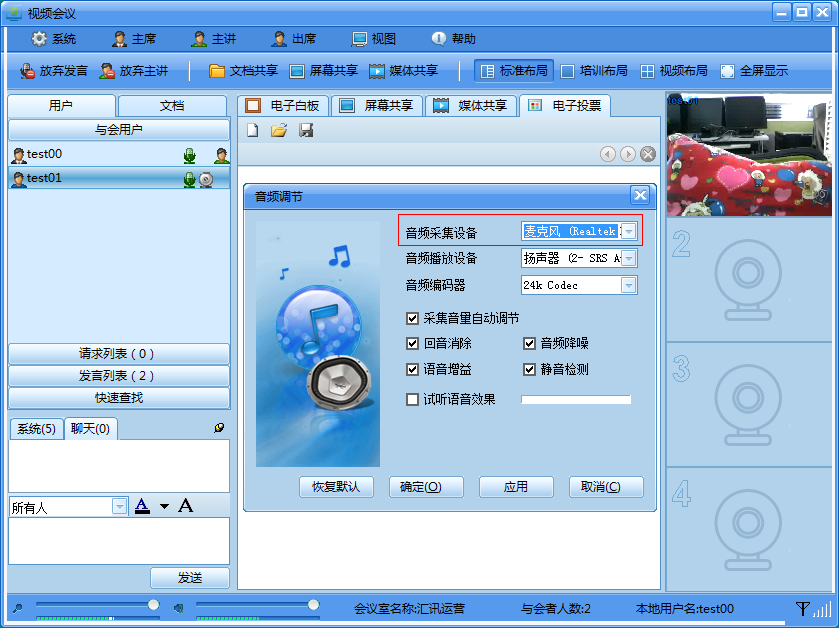 视频会议
系统 主席 主讲 出席 视图 帮助
放弃发言 放弃主讲 文档共享 屏幕共享 媒体共享 标准布局 培训布局 视频布局 全屏显示
用户 文档
与会用户
test00
test01
请求列表 ( 0 )
发言列表 ( 2 )
快速查找
系统(5) 聊天(0)
所有人 A A
发送
电子白板 屏幕共享 媒体共享 电子投票
音频调节
音频采集设备 麦克风 (Realtek
音频播放设备 扬声器 (2- SRS A
音频编码器 24k Codec
采集音量自动调节
回音消除 音频降噪
语音增益 静音检测
试听语音效果
恢复默认 确定(O) 应用 取消(C)
2
3
4
会议室名称:汇讯运营 与会者人数:2 本地用户名:test00